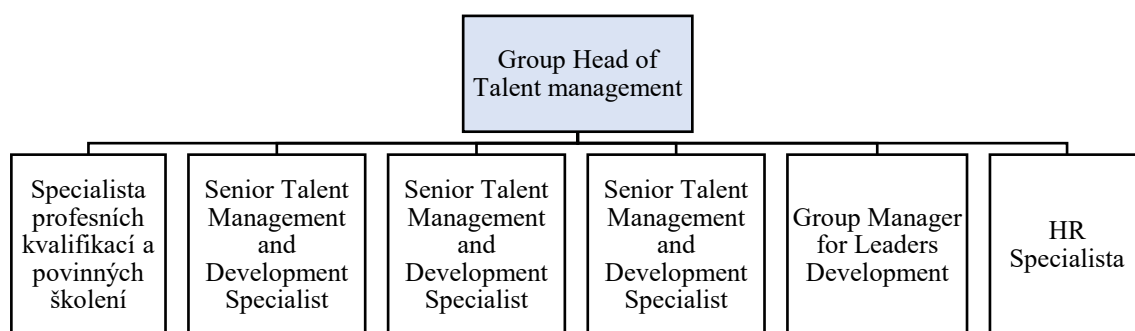 Group Head of
Talent management
Specialista
profesních
kvalifikací a
povinných
školení
Senior Talent
Management
and
Development
Specialist
Senior Talent
Management
and
Development
Specialist
Senior Talent
Management
and
Development
Specialist
Group Manager
for Leaders
Development
HR
Specialista